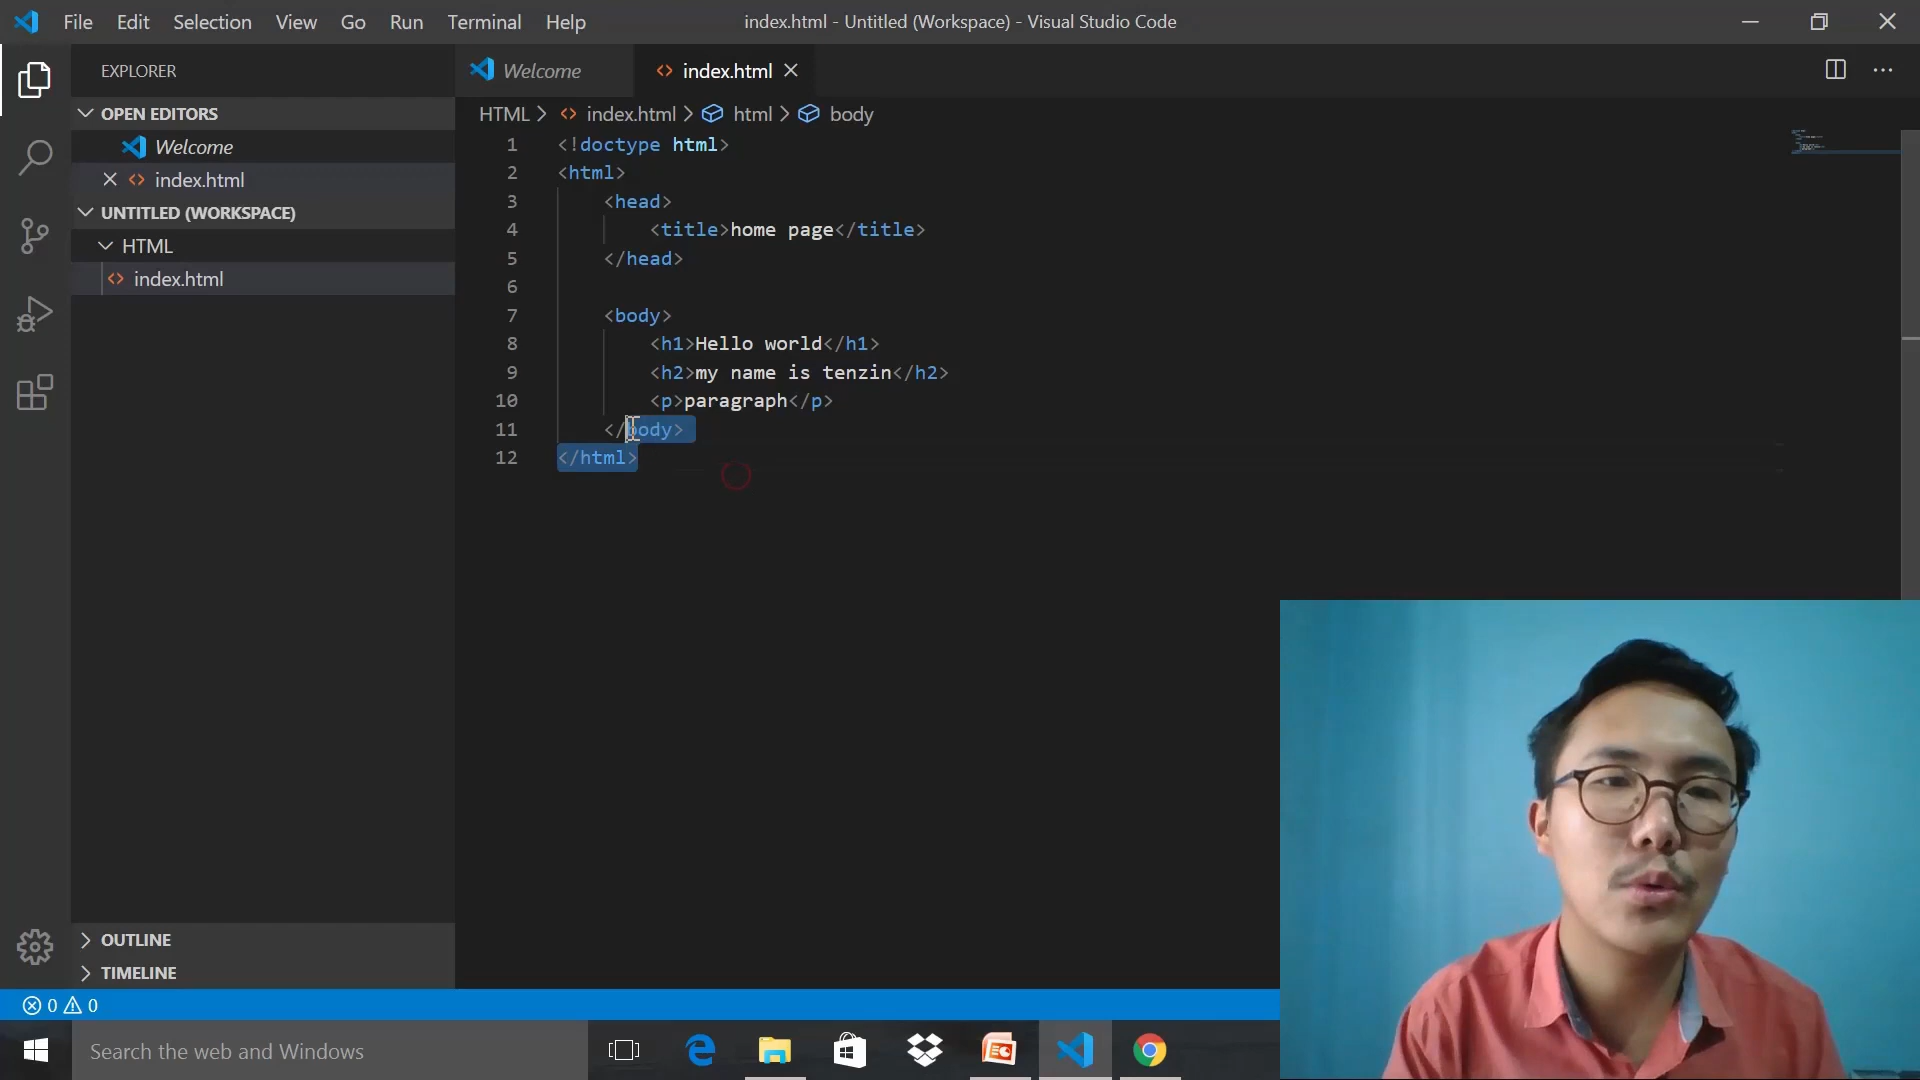 File Edit Selection View Go Run Terminal Help
index.html - Untitled (Workspace) - Visual Studio Code
EXPLORER
OPEN EDITORS
Welcome
index.html
UNTITLED (WORKSPACE)
HTML
index.html
OUTLINE
TIMELINE
Welcome
index.html
HTML > index.html > html > body
1 <!doctype html>
2 <html>
3 <head>
4 <title>home page</title>
5 </head>
6
7 <body>
8 <h1>Hello world</h1>
9 <h2>my name is tenzin</h2>
10 <p>paragraph</p>
11 </body>
12 </html>
0 0
Search the web and Windows